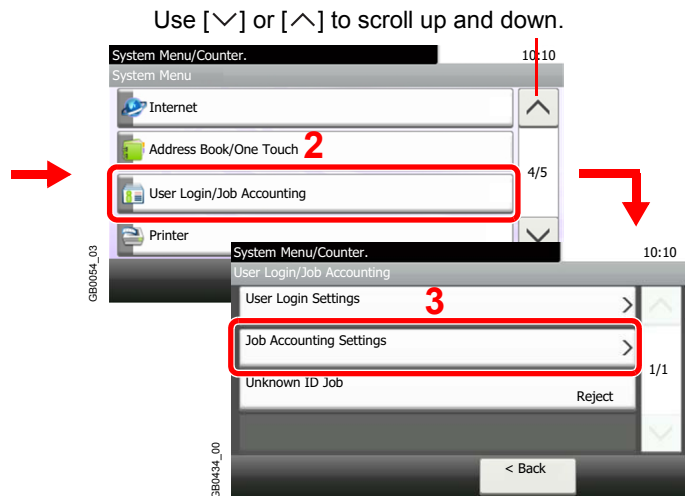 Use [∨] or [∧] to scroll up and down.
System Menu/Counter. 10:10
System Menu
Internet
Address Book/One Touch 2
4/5
User Login/Job Accounting
Printer
GB0054_03
System Menu/Counter. 10:10
User Login/Job Accounting
User Login Settings 3
Job Accounting Settings
1/1
Unknown ID Job
Reject
GB0434_00
< Back